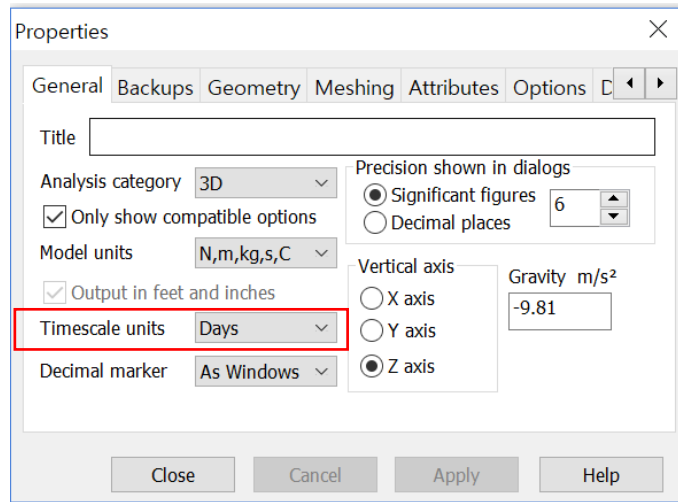 Properties
General Backups Geometry Meshing Attributes Options D
Title
Analysis category 3D
Only show compatible options
Model units N,m,kg,s,C
Output in feet and inches
Timescale units Days
Decimal marker As Windows
Precision shown in dialogs
Significant figures
Decimal places
6
Vertical axis
X axis
Y axis
Z axis
Gravity m/s²
-9.81
Close Cancel Apply Help